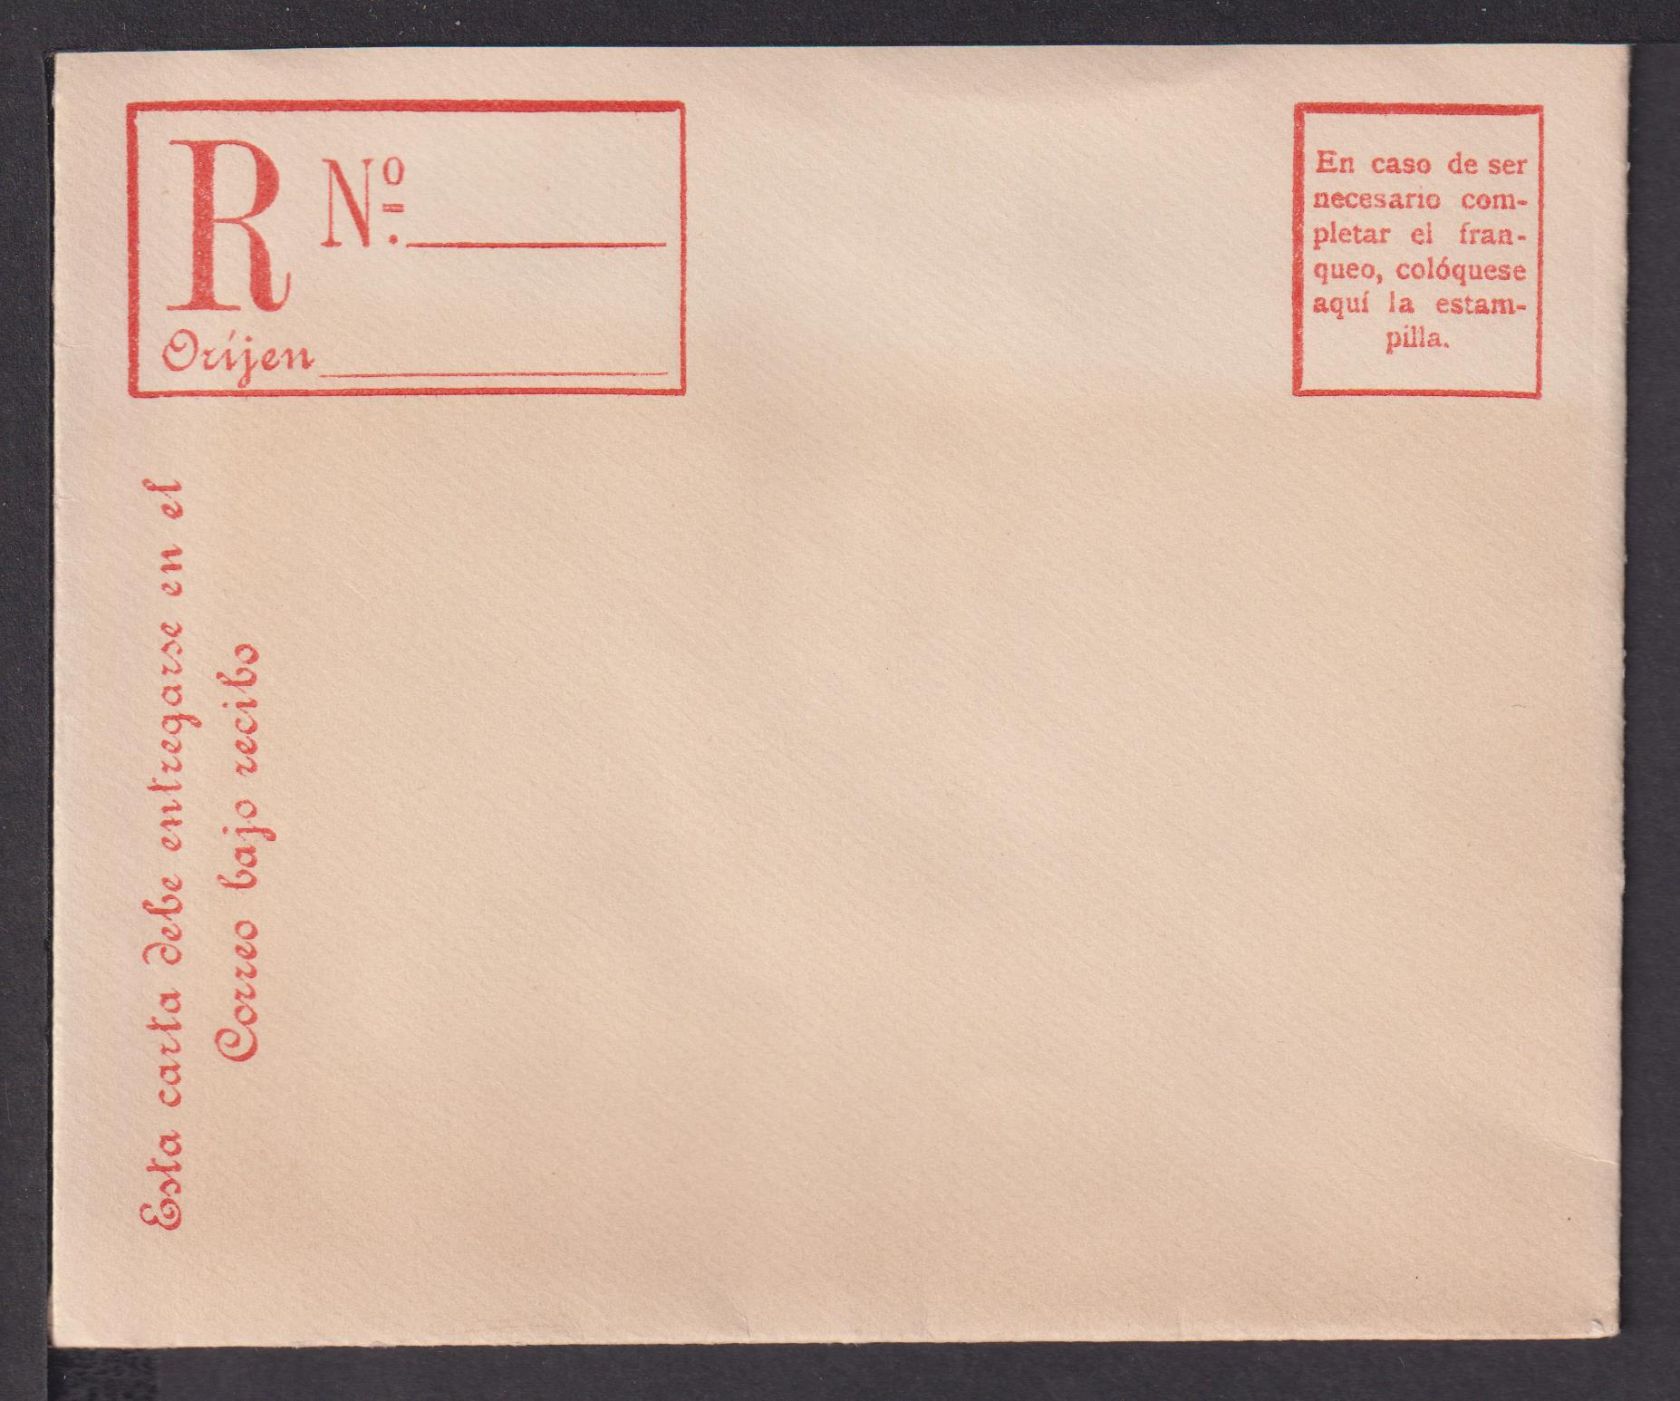 R Nº.
Oríjen
En caso de ser
necesario com-
pletar el fran-
queo, colóquese
aquí la estam-
pilla.
Esta carta debe entregarse en el
Correo bajo recibo